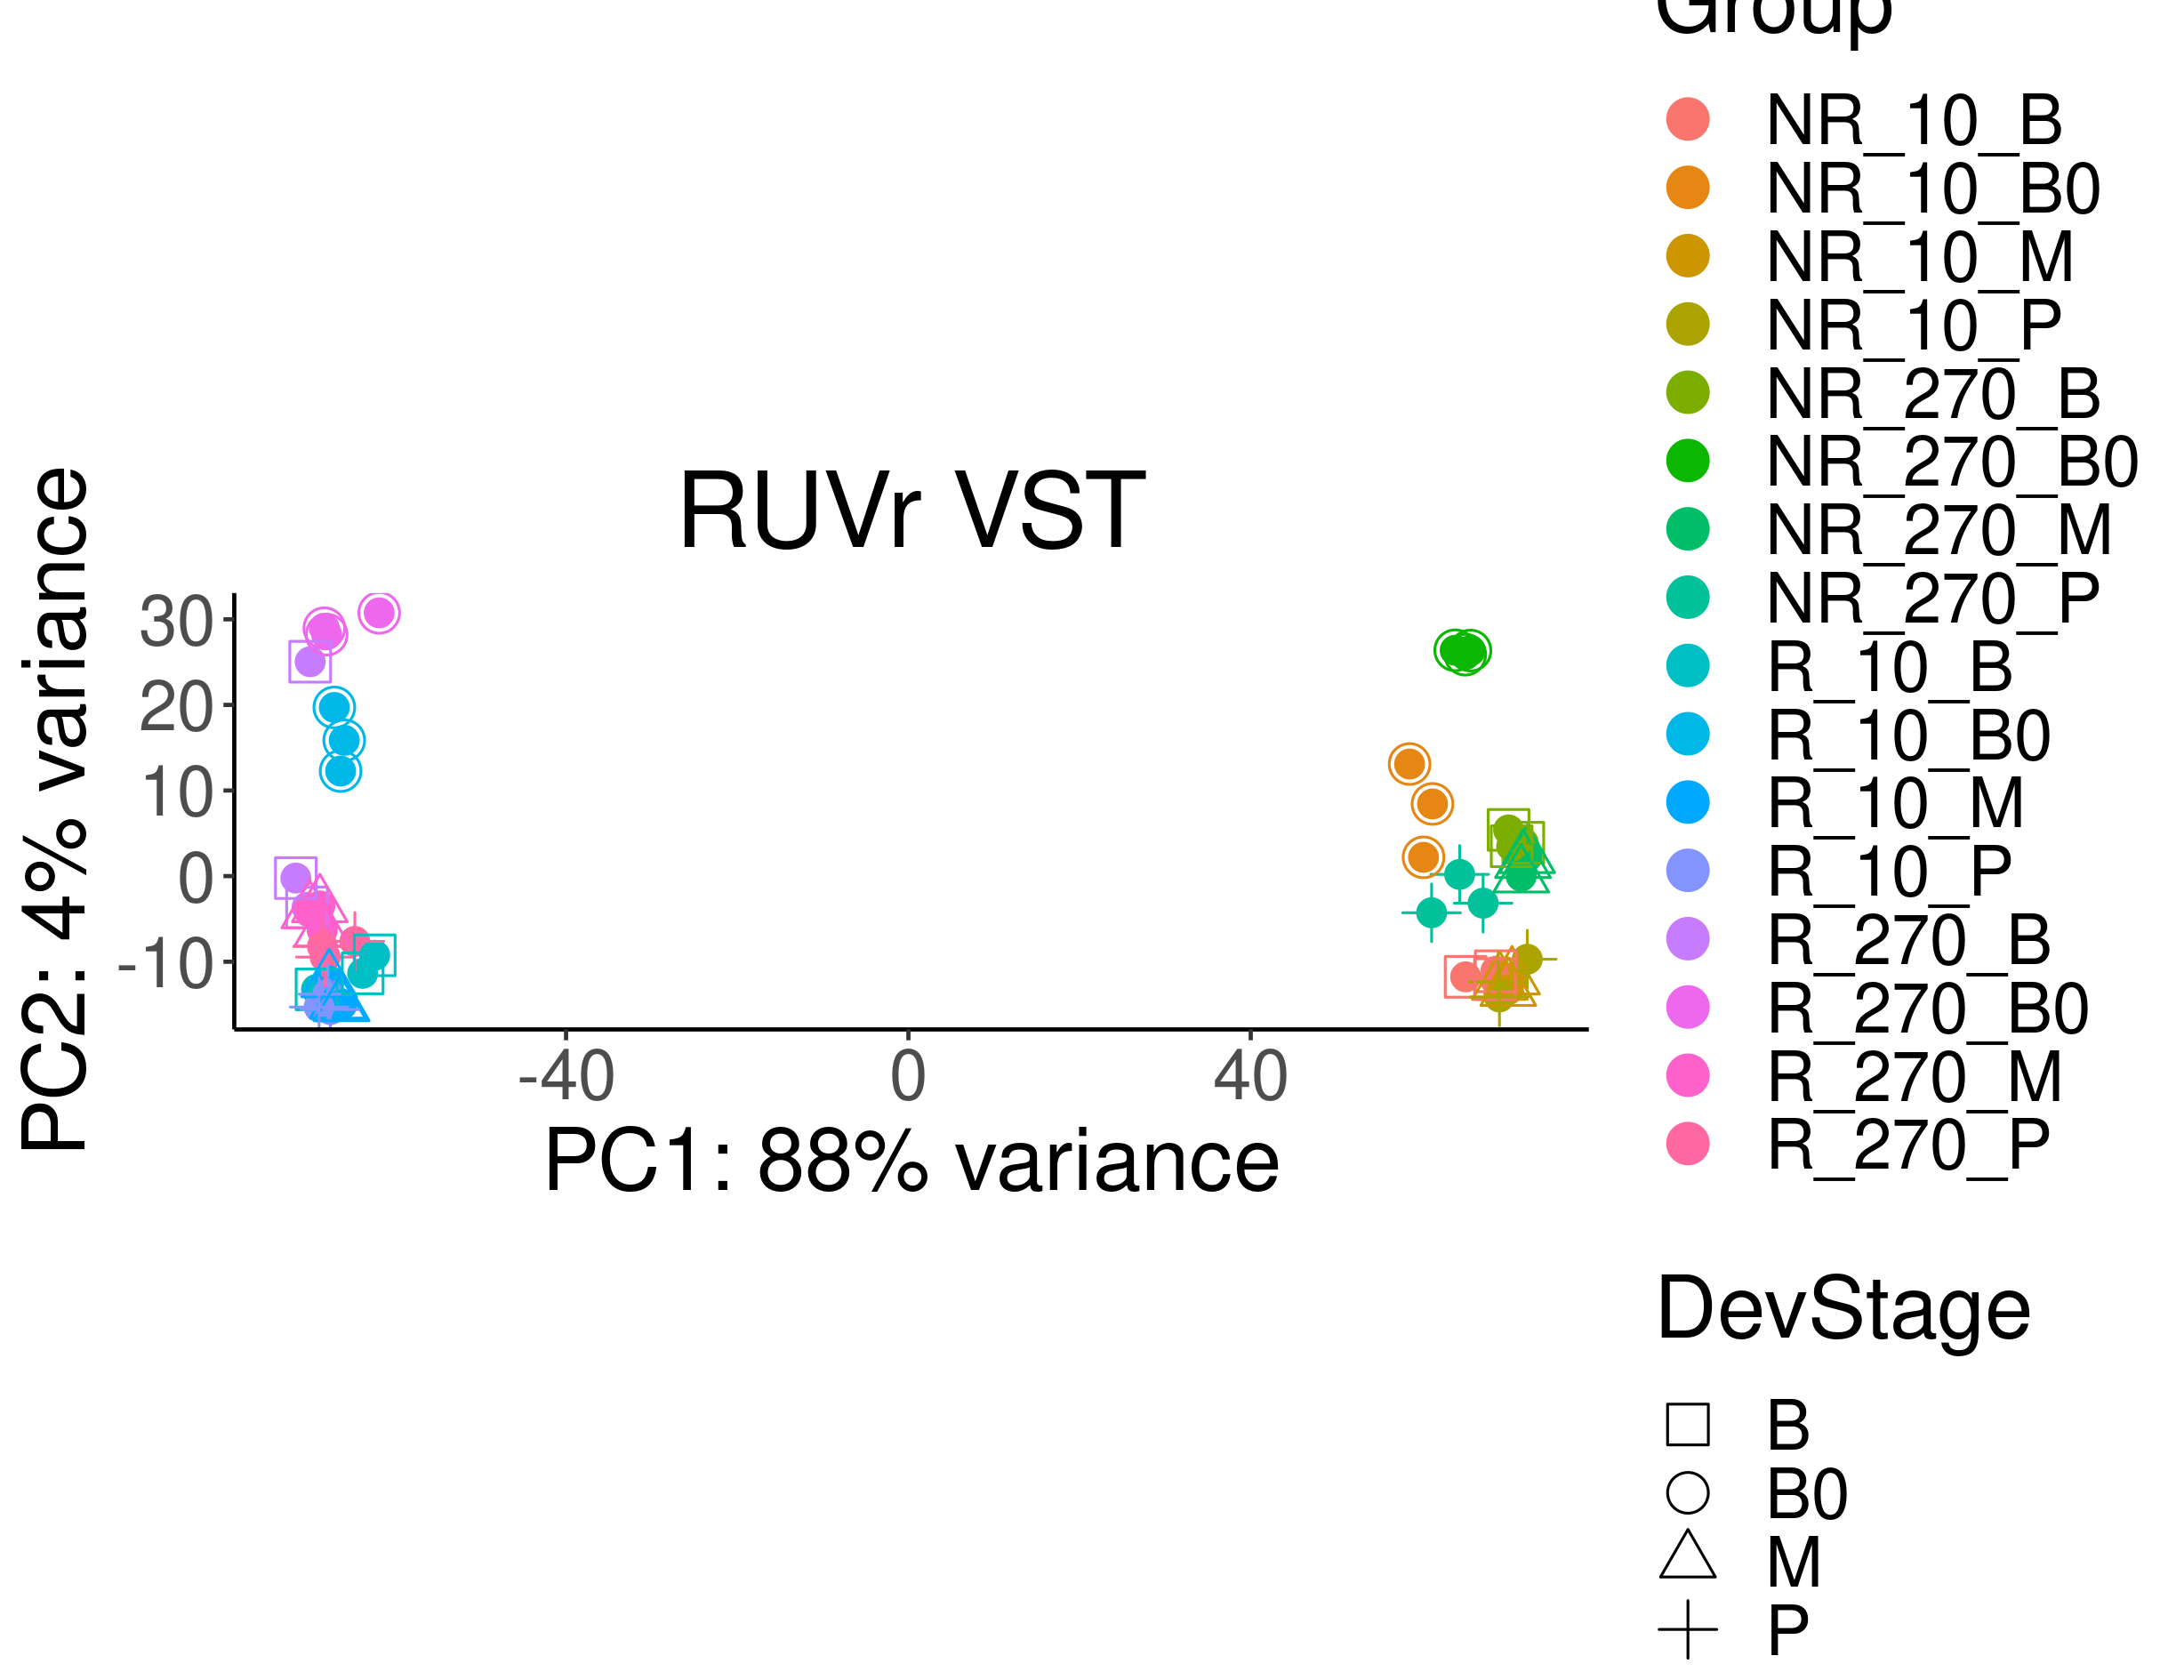 Group
NR_10_B
NR_10_B0
NR_10_M
NR_10_P
NR_270_B
NR_270_B0
NR_270_M
NR_270_P
R_10_B
R_10_B0
R_10_M
R_10_P
R_270_B
R_270_B0
R_270_M
R_270_P
DevStage
B
B0
M
P
RUVr VST
PC2: 4% variance
30
20
10
0
-10
-40
0
40
PC1: 88% variance